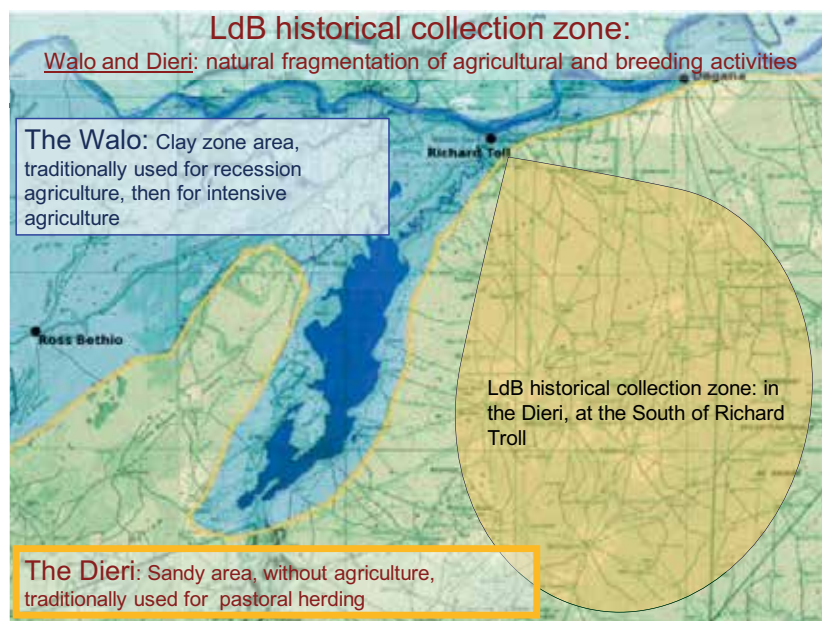 LdB historical collection zone:
Walo and Dieri: natural fragmentation of agricultural and breeding activities
Dagana
The Walo: Clay zone area,
traditionally used for recession
agriculture, then for intensive
agriculture
Richard Toll
Ross Bethio
LdB historical collection zone: in
the Dieri, at the South of Richard
Troll
The Dieri: Sandy area, without agriculture,
traditionally used for pastoral herding